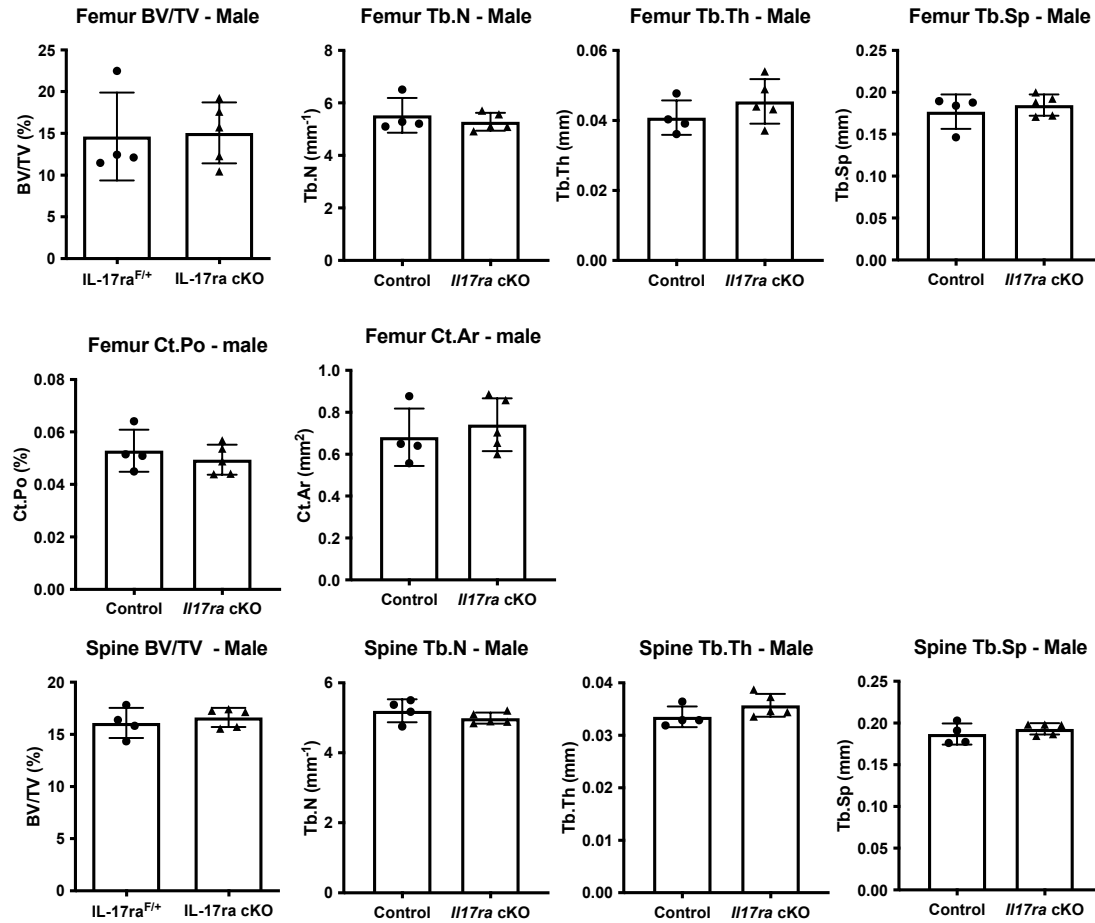 Femur BV/TV - Male
25
20
15
10
5
0
BV/TV (%)
IL-17raF/+ IL-17ra cKO
Femur Tb.N - Male
8
6
4
2
0
Tb.N (mm-1)
Control Il17ra cKO
Femur Tb.Th - Male
0.06
0.04
0.02
0.00
Tb.Th (mm)
Control Il17ra cKO
Femur Tb.Sp - Male
0.25
0.20
0.15
0.10
0.05
0.00
Tb.Sp (mm)
Control Il17ra cKO
Femur Ct.Po - male
0.08
0.06
0.04
0.02
0.00
Ct.Po (%)
Control Il17ra cKO
Femur Ct.Ar - male
1.0
0.8
0.6
0.4
0.2
0.0
Ct.Ar (mm2)
Control Il17ra cKO
Spine BV/TV - Male
20
15
10
5
0
BV/TV (%)
IL-17raF/+ IL-17ra cKO
Spine Tb.N - Male
6
4
2
0
Tb.N (mm-1)
Control Il17ra cKO
Spine Tb.Th - Male
0.04
0.03
0.02
0.01
0.00
Tb.Th (mm)
Control Il17ra cKO
Spine Tb.Sp - Male
0.25
0.20
0.15
0.10
0.05
0.00
Tb.Sp (mm)
Control Il17ra cKO